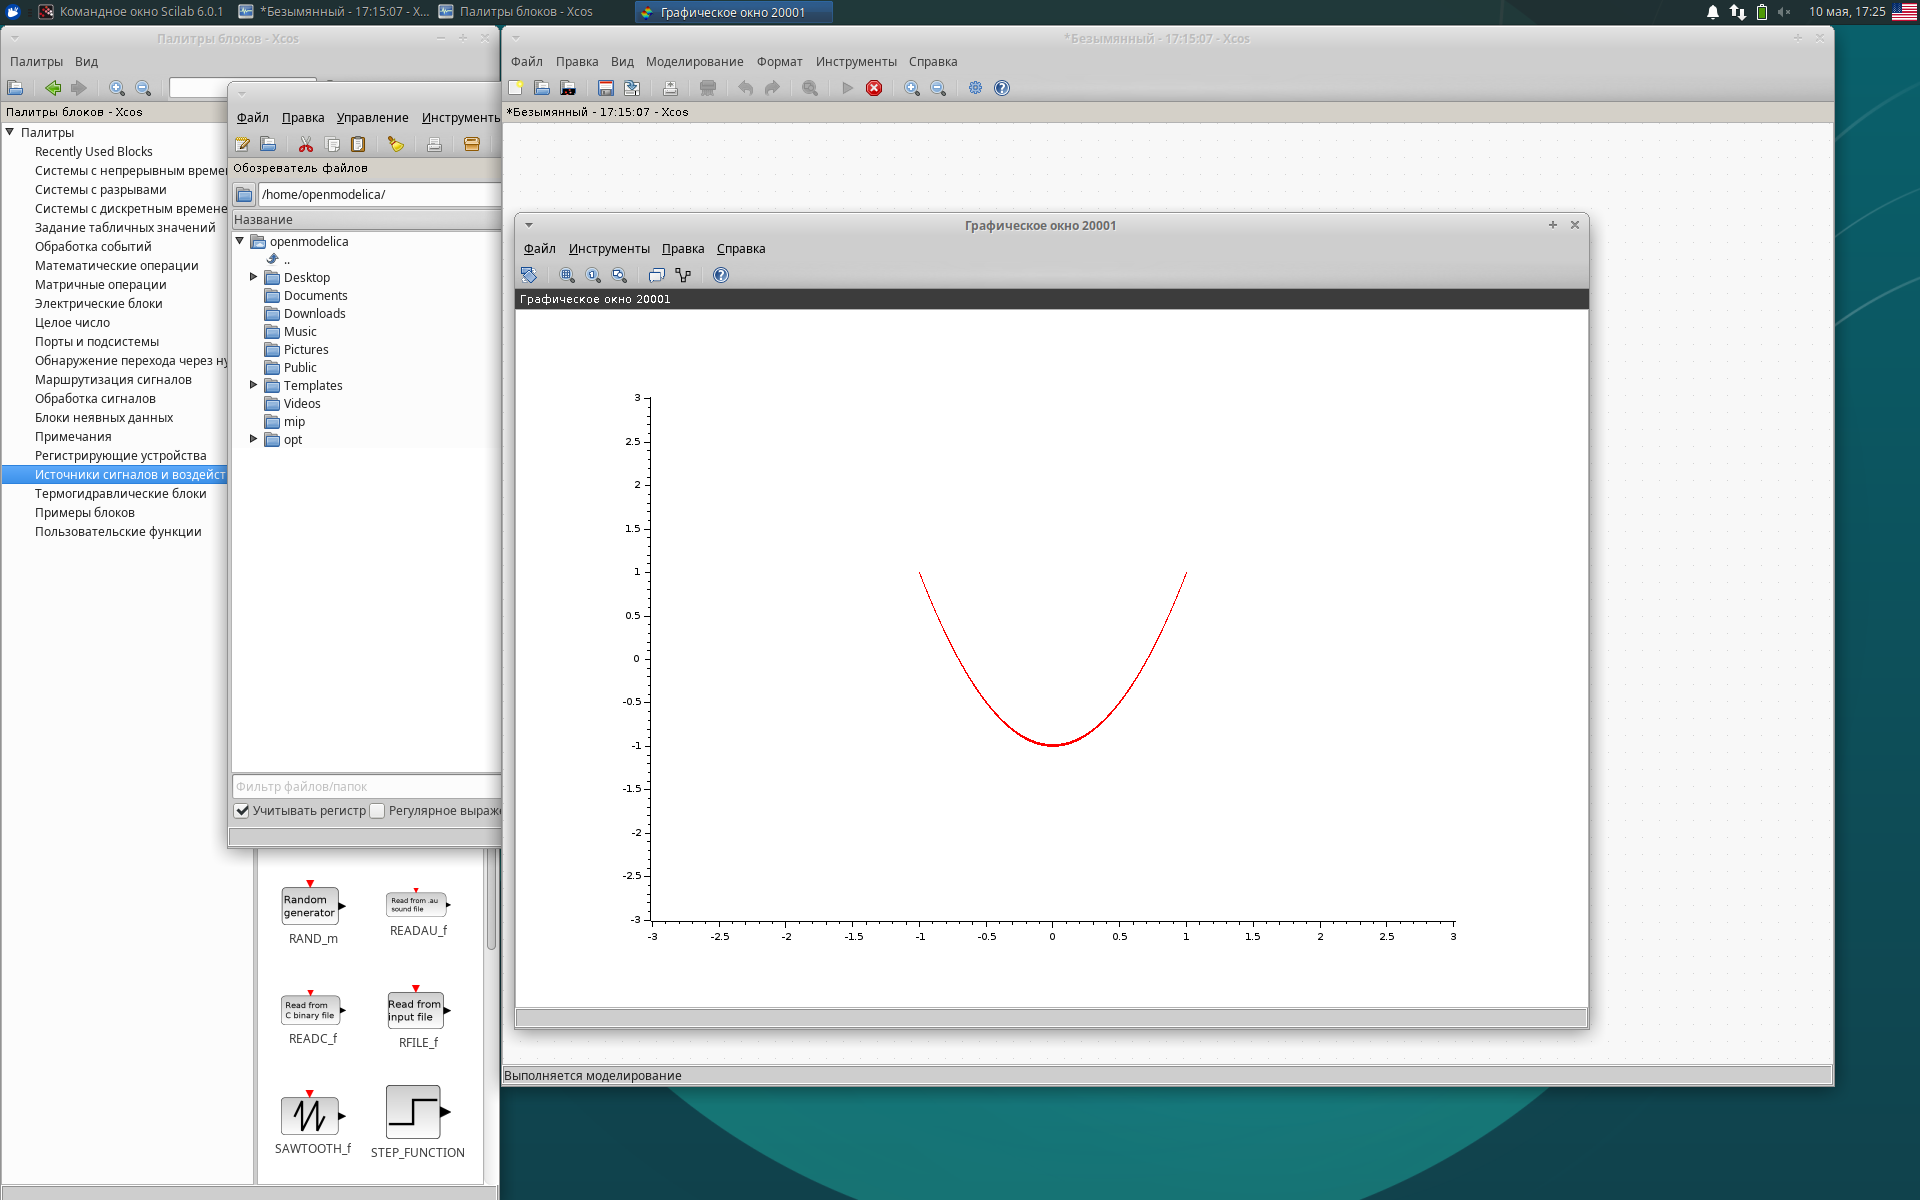 Командное окно Scilab 6.0.1
*Безымянный - 17:15:07 - X...
Палитры блоков - Xcos
Графическое окно 20001
10 мая, 17:25
Палитры блоков - Xcos
Палитры Вид
Палитры блоков - Xcos
Палитры
Recently Used Blocks
Системы с непрерывным време
Системы с разрывами
Системы с дискретным времене
Задание табличных значений
Обработка событий
Математические операции
Матричные операции
Электрические блоки
Целое число
Порты и подсистемы
Обнаружение перехода через ну
Маршрутизация сигналов
Обработка сигналов
Блоки неявных данных
Примечания
Регистрирующие устройства
Источники сигналов и воздейст
Термогидравлические блоки
Примеры блоков
Пользовательские функции
Файл Правка Управление Инструменты
Обозреватель файлов
/home/openmodelica/
Название
openmodelica
..
Desktop
Documents
Downloads
Music
Pictures
Public
Templates
Videos
mip
opt
Фильтр файлов/папок
Учитывать регистр Регулярное выраже
Random
generator
RAND_m
Read from .au
sound file
READAU_f
Read from
C binary file
READC_f
Read from
input file
RFILE_f
SAWTOOTH_f
STEP_FUNCTION
*Безымянный - 17:15:07 - Xcos
Файл Правка Вид Моделирование Формат Инструменты Справка
*Безымянный - 17:15:07 - Xcos
Графическое окно 20001
Файл Инструменты Правка Справка
Графическое окно 20001
3
2.5
2
1.5
1
0.5
0
-0.5
-1
-1.5
-2
-2.5
-3
-3 -2.5 -2 -1.5 -1 -0.5 0 0.5 1 1.5 2 2.5 3
Выполняется моделирование